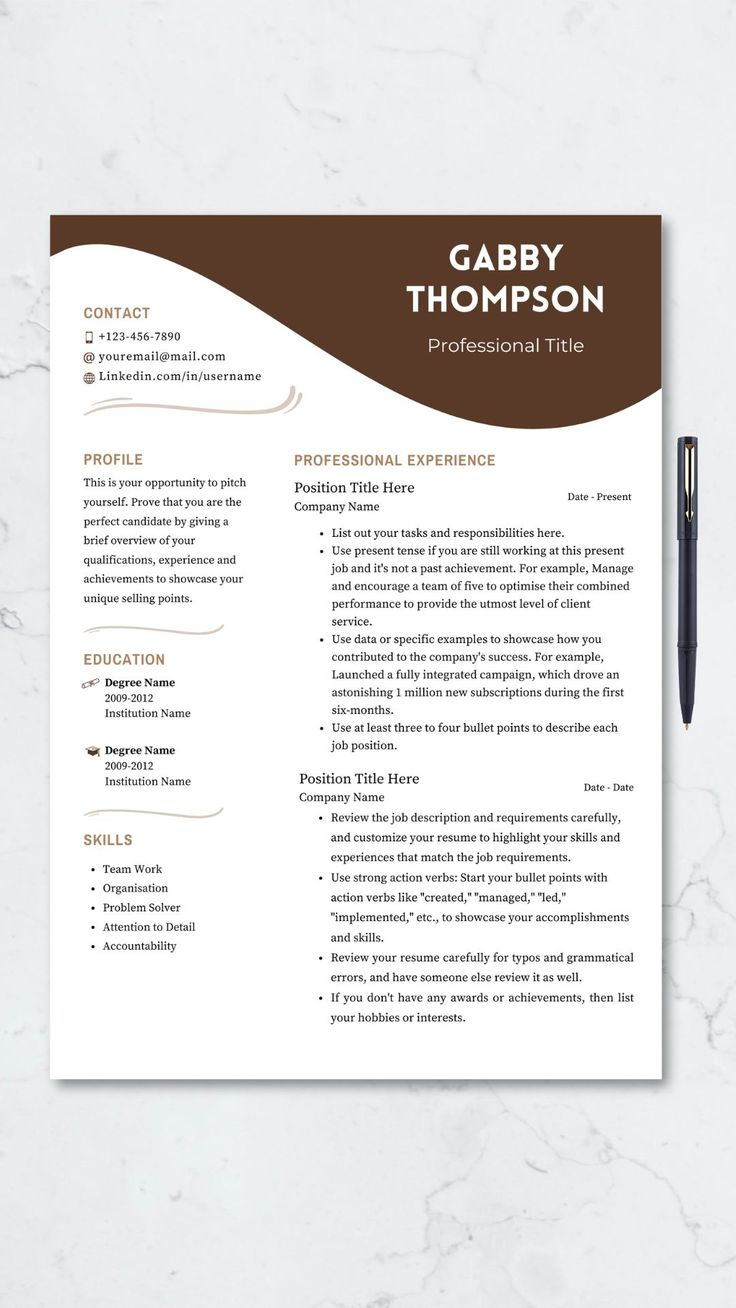 GABBY
THOMPSON
Professional Title
CONTACT
+123-456-7890
@ youremail@mail.com
Linkedin.com/in/username
PROFILE
This is your opportunity to pitch
yourself. Prove that you are the
perfect candidate by giving a
brief overview of your
qualifications, experience and
achievements to showcase your
unique selling points.
EDUCATION
Degree Name
2009-2012
Institution Name
Degree Name
2009-2012
Institution Name
SKILLS
• Team Work
• Organisation
• Problem Solver
• Attention to Detail
• Accountability
PROFESSIONAL EXPERIENCE
Position Title Here
Company Name
Date - Present
• List out your tasks and responsibilities here.
• Use present tense if you are still working at this present
job and it's not a past achievement. For example, Manage
and encourage a team of five to optimise their combined
performance to provide the utmost level of client
service.
• Use data or specific examples to showcase how you
contributed to the company's success. For example,
Launched a fully integrated campaign, which drove an
astonishing 1 million new subscriptions during the first
six-months.
• Use at least three to four bullet points to describe each
job position.
Position Title Here
Company Name
Date - Date
• Review the job description and requirements carefully,
and customize your resume to highlight your skills and
experiences that match the job requirements.
• Use strong action verbs: Start your bullet points with
action verbs like "created," "managed," "led,"
"implemented," etc., to showcase your accomplishments
and skills.
• Review your resume carefully for typos and grammatical
errors, and have someone else review it as well.
• If you don't have any awards or achievements, then list
your hobbies or interests.